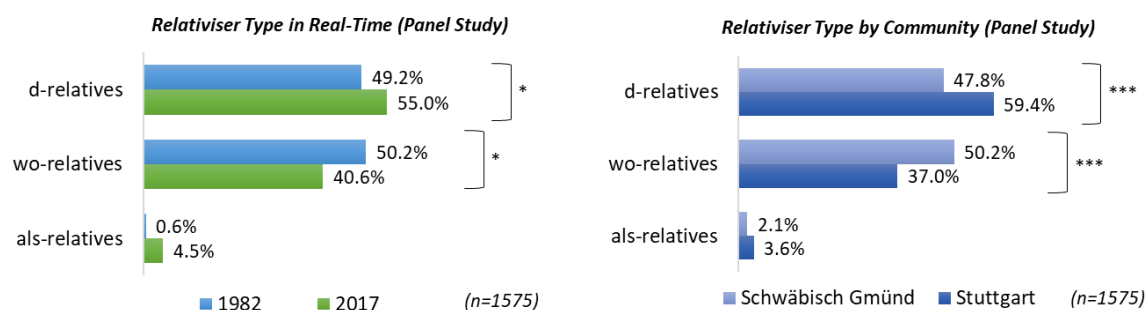 Relativiser Type in Real-Time (Panel Study)
d-relatives
49.2%
55.0%
*
wo-relatives
50.2%
40.6%
*
als-relatives
0.6%
4.5%
1982
2017
(n=1575)
Relativiser Type by Community (Panel Study)
d-relatives
47.8%
59.4%
***
wo-relatives
50.2%
37.0%
***
als-relatives
2.1%
3.6%
Schwäbisch Gmünd
Stuttgart
(n=1575)